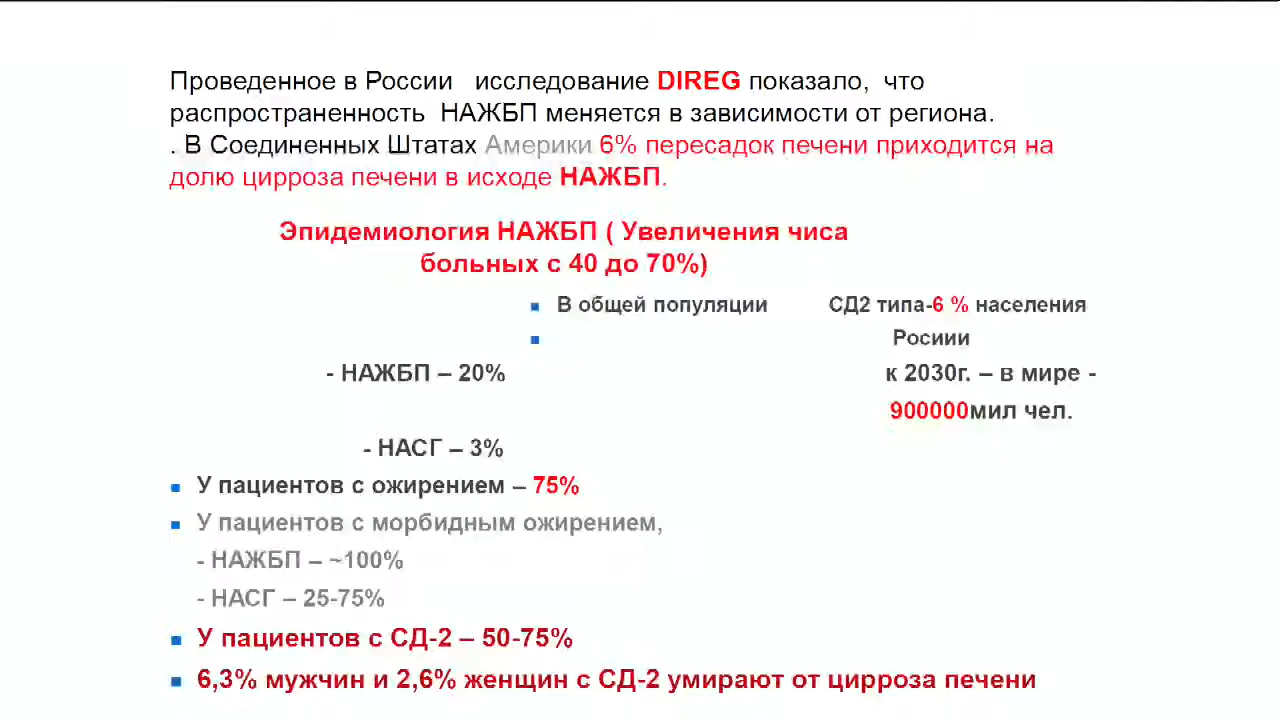 Проведенное в России исследование DIREG показало, что
распространенность НАЖБП меняется в зависимости от региона.
. В Соединенных Штатах Америки 6% пересадок печени приходится на
долю цирроза печени в исходе НАЖБП.
Эпидемиология НАЖБП ( Увеличения чиса
больных с 40 до 70%)
В общей популяции СД2 типа-6 % населения
Росиии
- НАЖБП – 20% к 2030г. – в мире -
900000мил чел.
- НАСГ – 3%
У пациентов с ожирением – 75%
У пациентов с морбидным ожирением,
- НАЖБП – ~100%
- НАСГ – 25-75%
У пациентов с СД-2 – 50-75%
6,3% мужчин и 2,6% женщин с СД-2 умирают от цирроза печени